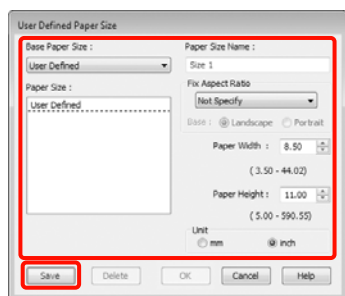 User Defined Paper Size
Base Paper Size :
User Defined
Paper Size :
User Defined
Paper Size Name :
Size 1
Fix Aspect Ratio
Not Specify
Base : Landscape Portrait
Paper Width : 8.50
( 3.50 - 44.02)
Paper Height : 11.00
( 5.00 - 590.55)
Unit
mm inch
Save Delete OK Cancel Help